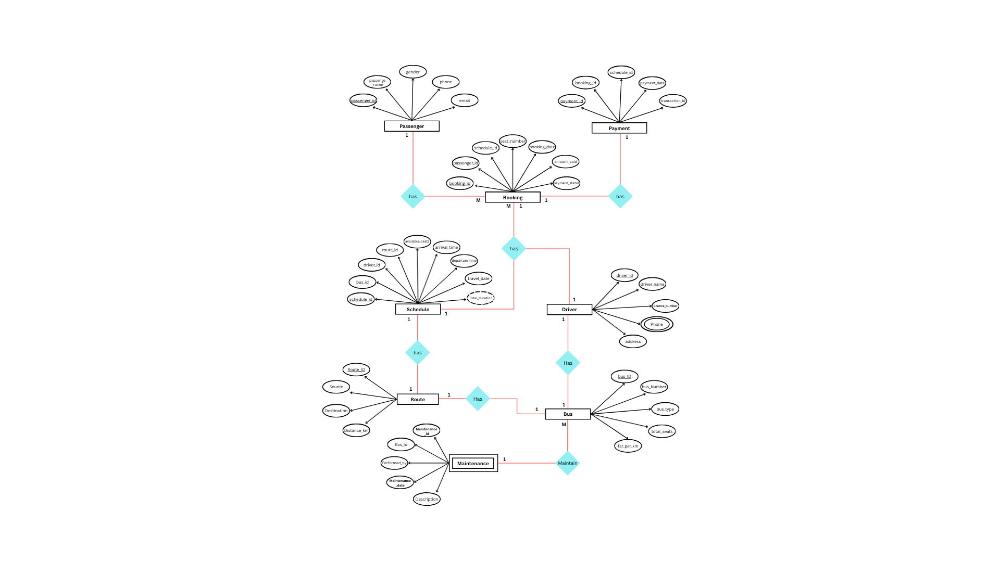 gender
passenge
_name
phone
passenger_id
email
Passenger
1
schedule_id
booking_id
payment_date
payment_id
transaction_id
Payment
1
seat_number
schedule_id
booking_date
passenger_id
amount_paid
booking_id
payment_status
has
M
Booking
1
has
M
1
available_seats
route_id
arrival_time
has
driver_id
departure_time
bus_id
travel_date
schedule_id
Total_duration
Schedule
1
1
driver_id
driver_name
licence_number
1
Driver
1
Phone
address
has
Has
Route_ID
Source
Destination
Distance_km
1
Route
1
Has
1
bus_ID
bus_Number
bus_type
total_seats
far_per_km
1
Bus
M
Maintenance
_id
Bus_id
Performed_by
Maintenance
_date
Description
Maintenance
1
Maintain